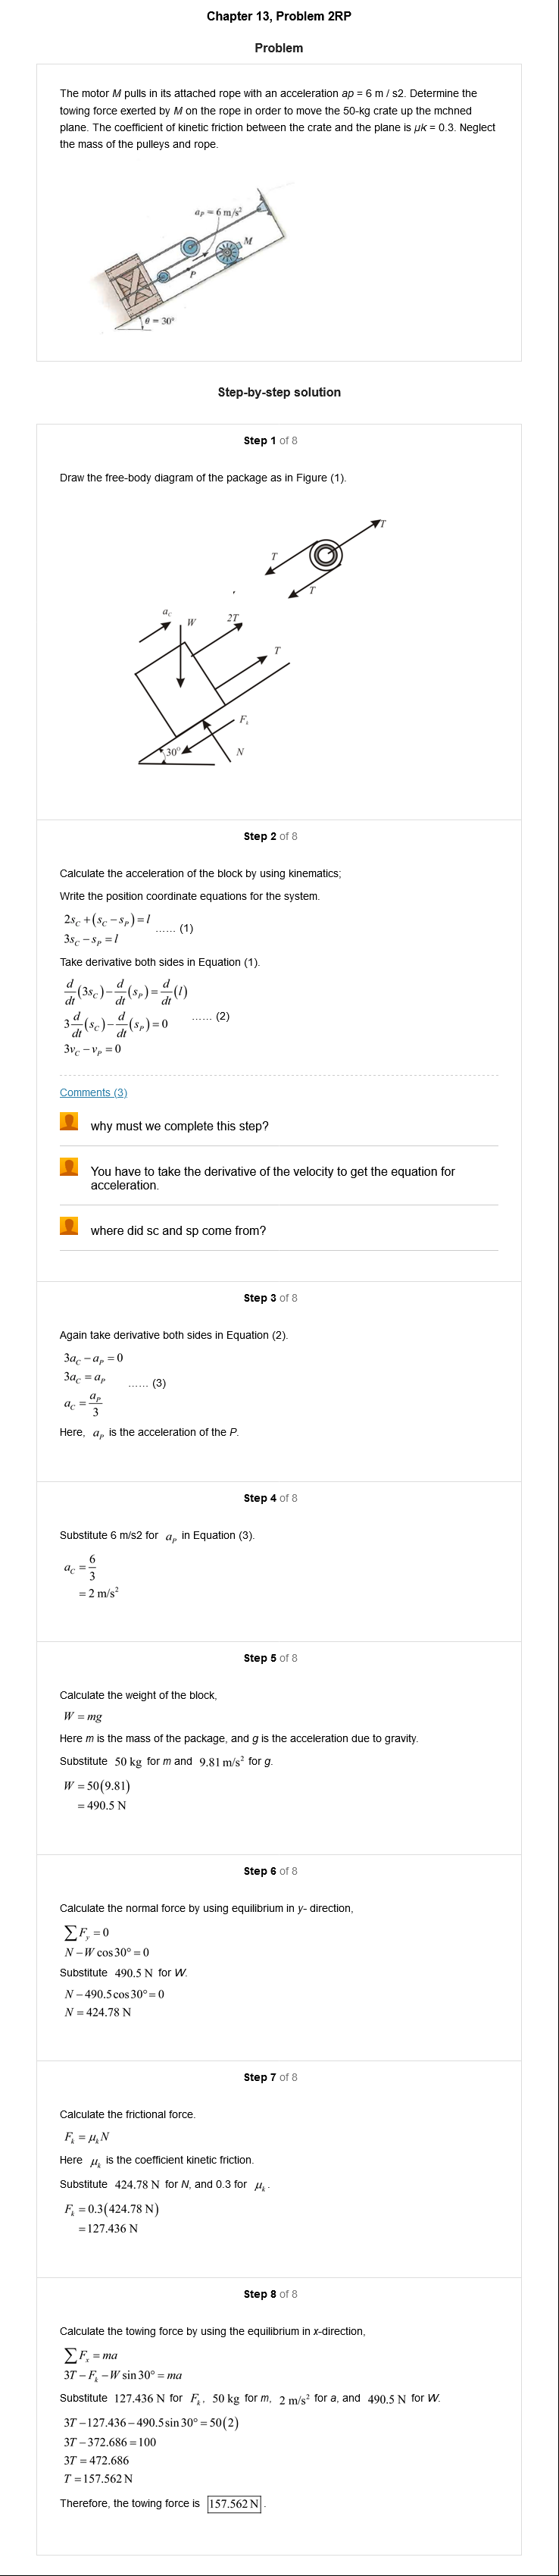 Chapter 13, Problem 2RP
Problem
The motor M pulls in its attached rope with an acceleration ap = 6 m / s2. Determine the
towing force exerted by M on the rope in order to move the 50-kg crate up the mchned
plane. The coefficient of kinetic friction between the crate and the plane is μk = 0.3. Neglect
the mass of the pulleys and rope.
a_P = 6 m/s²
M
P
θ = 30°
Step-by-step solution
Step 1 of 8
Draw the free-body diagram of the package as in Figure (1).
T
T
T
a_c
W
2T
T
F_k
30°
N
Step 2 of 8
Calculate the acceleration of the block by using kinematics;
Write the position coordinate equations for the system.
2s_C + (s_C − s_P) = l
3s_C − s_P = l ...... (1)
Take derivative both sides in Equation (1).
d/dt (3s_C) − d/dt (s_P) = d/dt (l)
3 d/dt (s_C) − d/dt (s_P) = 0 ...... (2)
3v_C − v_P = 0
Comments (3)
why must we complete this step?
You have to take the derivative of the velocity to get the equation for
acceleration.
where did sc and sp come from?
Step 3 of 8
Again take derivative both sides in Equation (2).
3a_C − a_P = 0
3a_C = a_P ...... (3)
a_C = a_P/3
Here, a_P is the acceleration of the P.
Step 4 of 8
Substitute 6 m/s2 for a_P in Equation (3).
a_C = 6/3
= 2 m/s²
Step 5 of 8
Calculate the weight of the block,
W = mg
Here m is the mass of the package, and g is the acceleration due to gravity.
Substitute 50 kg for m and 9.81 m/s² for g.
W = 50(9.81)
= 490.5 N
Step 6 of 8
Calculate the normal force by using equilibrium in y- direction,
∑F_y = 0
N − W cos 30° = 0
Substitute 490.5 N for W.
N − 490.5 cos 30° = 0
N = 424.78 N
Step 7 of 8
Calculate the frictional force.
F_k = μ_k N
Here μ_k is the coefficient kinetic friction.
Substitute 424.78 N for N, and 0.3 for μ_k.
F_k = 0.3(424.78 N)
= 127.436 N
Step 8 of 8
Calculate the towing force by using the equilibrium in x-direction,
∑F_x = ma
3T − F_k − W sin 30° = ma
Substitute 127.436 N for F_k, 50 kg for m, 2 m/s² for a, and 490.5 N for W.
3T − 127.436 − 490.5 sin 30° = 50(2)
3T − 372.686 = 100
3T = 472.686
T = 157.562 N
Therefore, the towing force is 157.562 N.